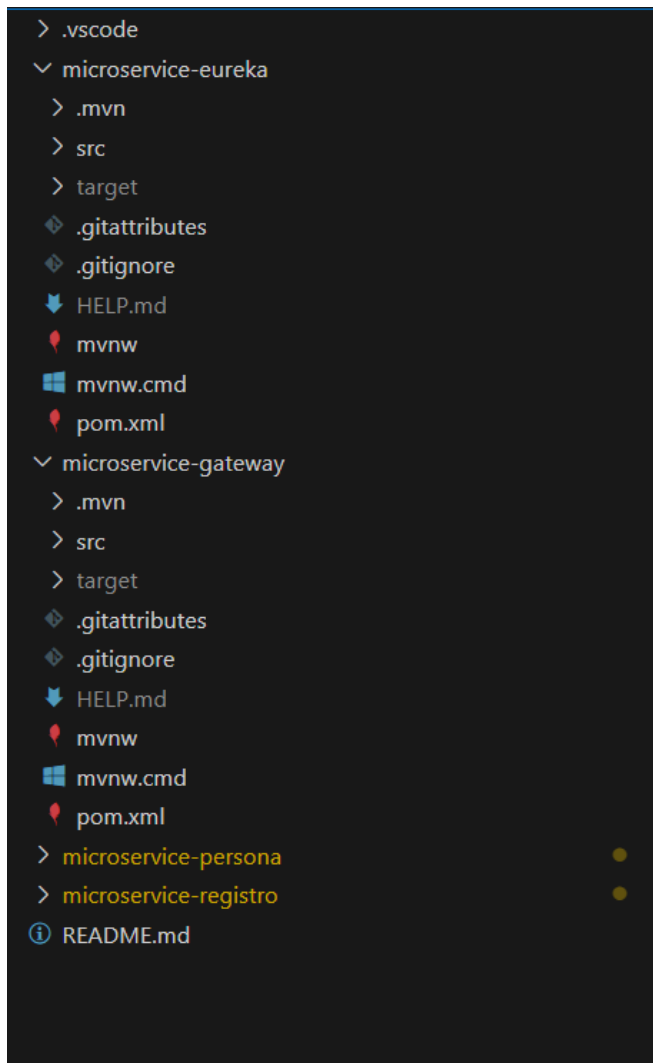 .vscode
microservice-eureka
.mvn
src
target
.gitattributes
.gitignore
HELP.md
mvnw
mvnw.cmd
pom.xml
microservice-gateway
.mvn
src
target
.gitattributes
.gitignore
HELP.md
mvnw
mvnw.cmd
pom.xml
microservice-persona
microservice-registro
README.md